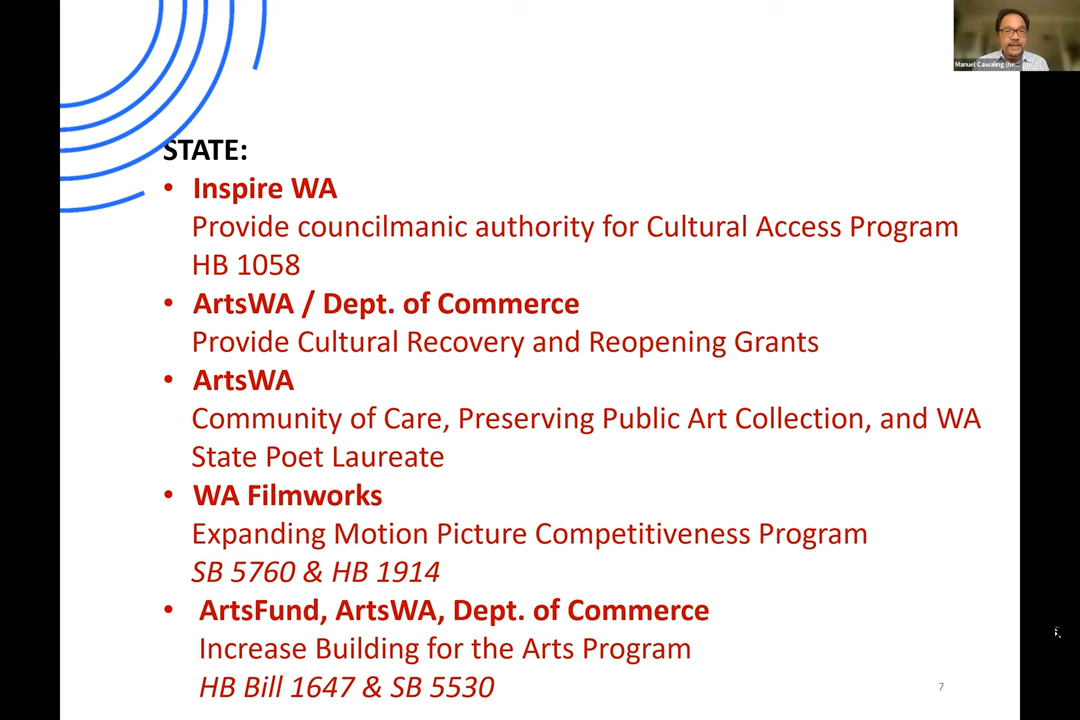 Manuel Cawaling (he...
STATE:
• Inspire WA
Provide councilmanic authority for Cultural Access Program
HB 1058
• ArtsWA / Dept. of Commerce
Provide Cultural Recovery and Reopening Grants
• ArtsWA
Community of Care, Preserving Public Art Collection, and WA
State Poet Laureate
• WA Filmworks
Expanding Motion Picture Competitiveness Program
SB 5760 & HB 1914
• ArtsFund, ArtsWA, Dept. of Commerce
Increase Building for the Arts Program
HB Bill 1647 & SB 5530
7